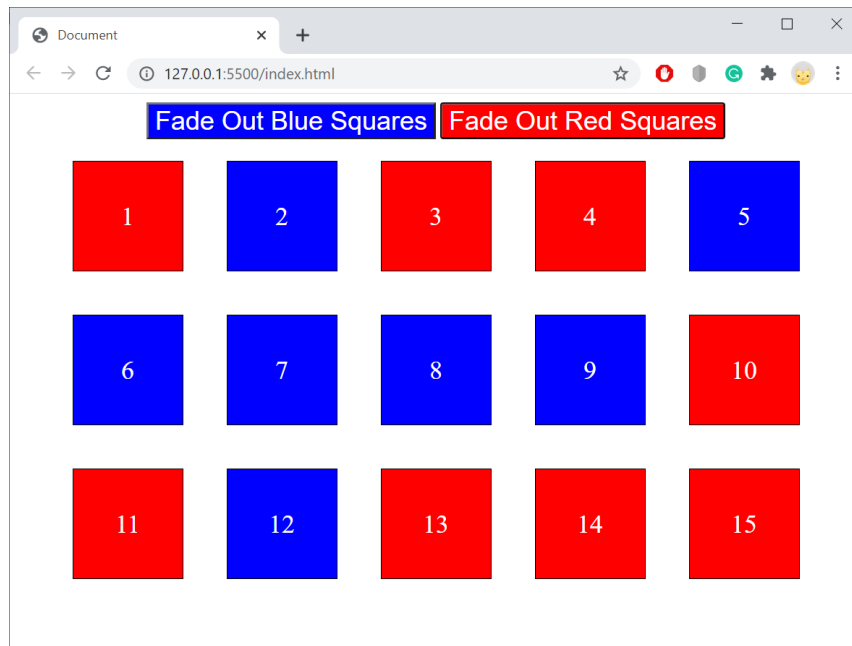 Document
127.0.0.1:5500/index.html
Fade Out Blue Squares Fade Out Red Squares
1 2 3 4 5
6 7 8 9 10
11 12 13 14 15